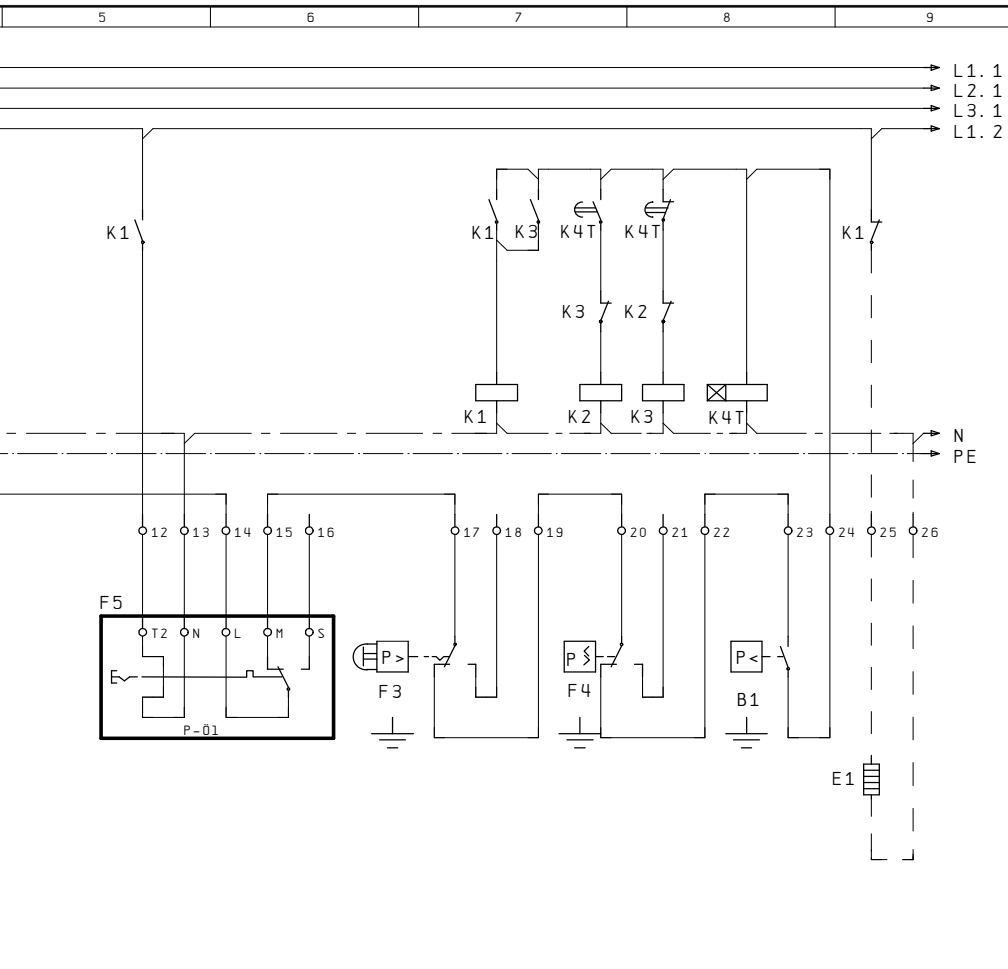 5 6 7 8 9
L1.1
L2.1
L3.1
L1.2
K1 K1 K3 K4T K4T K1
K3 K2
K1 K2 K3 K4T
N
PE
12 13 14 15 16 17 18 19 20 21 22 23 24 25 26
F5
T2 N L M S
P> P P<
F3 F4 B1
P-Öl
E1